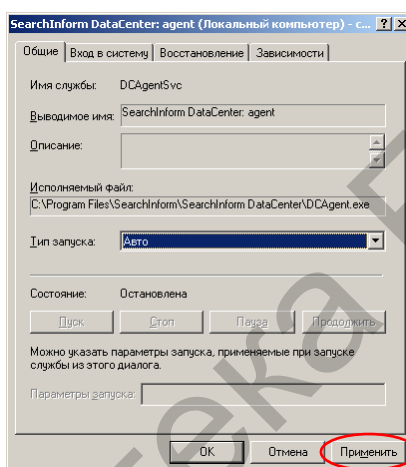 SearchInform DataCenter: agent (Локальный компьютер) - с...
Общие Вход в систему Восстановление Зависимости
Имя службы: DCAgentSvc
Выводимое имя: SearchInform DataCenter: agent
Описание:
Исполняемый файл:
C:\Program Files\SearchInform\SearchInform DataCenter\DCAgent.exe
Тип запуска: Авто
Состояние: Остановлена
Пуск Стоп Пауза Продолжить
Можно указать параметры запуска, применяемые при запуске
службы из этого диалога.
Параметры запуска:
OK Отмена Применить